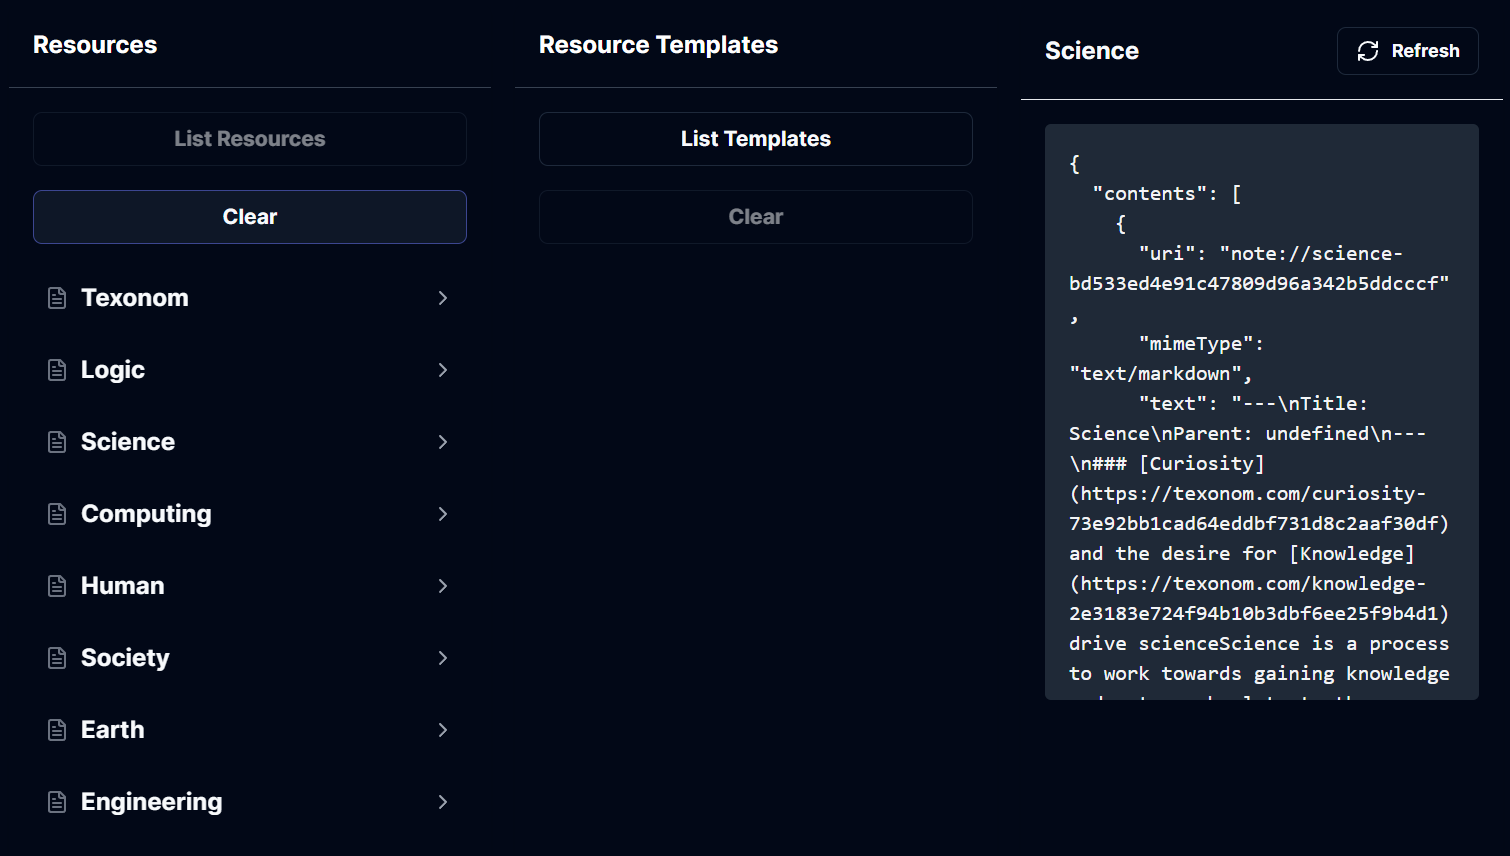 Resources
List Resources
Clear
Texonom
Logic
Science
Computing
Human
Society
Earth
Engineering
Resource Templates
List Templates
Clear
Science
Refresh
{
"contents": [
{
"uri": "note://science-
bd533ed4e91c47809d96a342b5ddcccf"
,
"mimeType":
"text/markdown",
"text": "---\nTitle:
Science\nParent: undefined\n---
\n### [Curiosity]
(https://texonom.com/curiosity-
73e92bb1cad64eddbf731d8c2aaf30df)
and the desire for [Knowledge]
(https://texonom.com/knowledge-
2e3183e724f94b10b3dbf6ee25f9b4d1)
drive scienceScience is a process
to work towards gaining knowledge